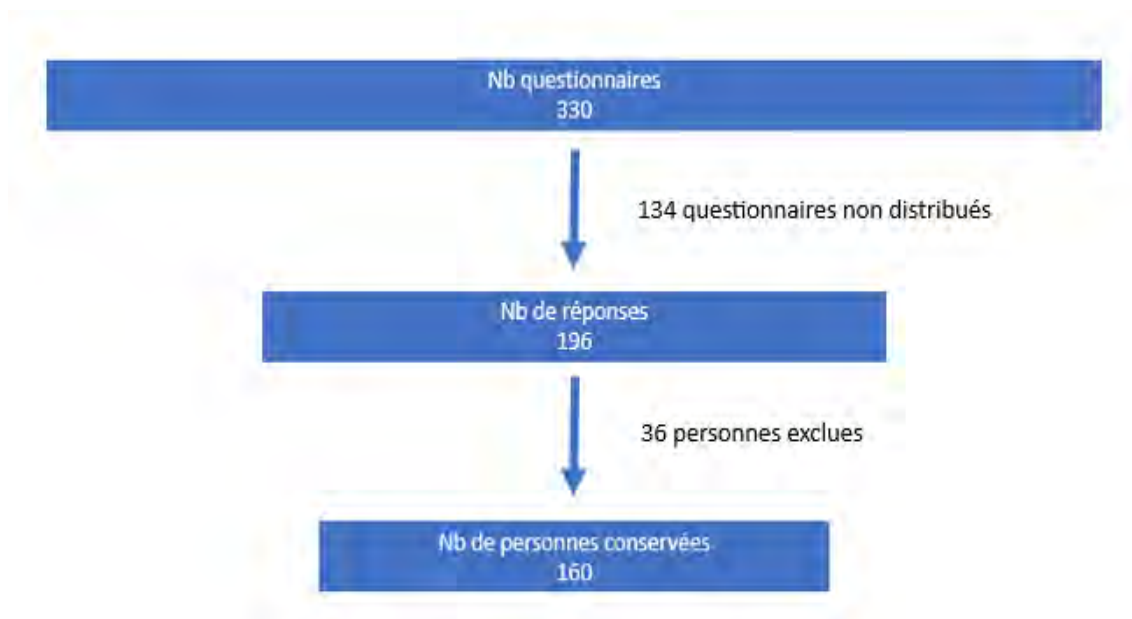 Nb questionnaires
330
134 questionnaires non distribués
Nb de réponses
196
36 personnes exclues
Nb de personnes conservées
160